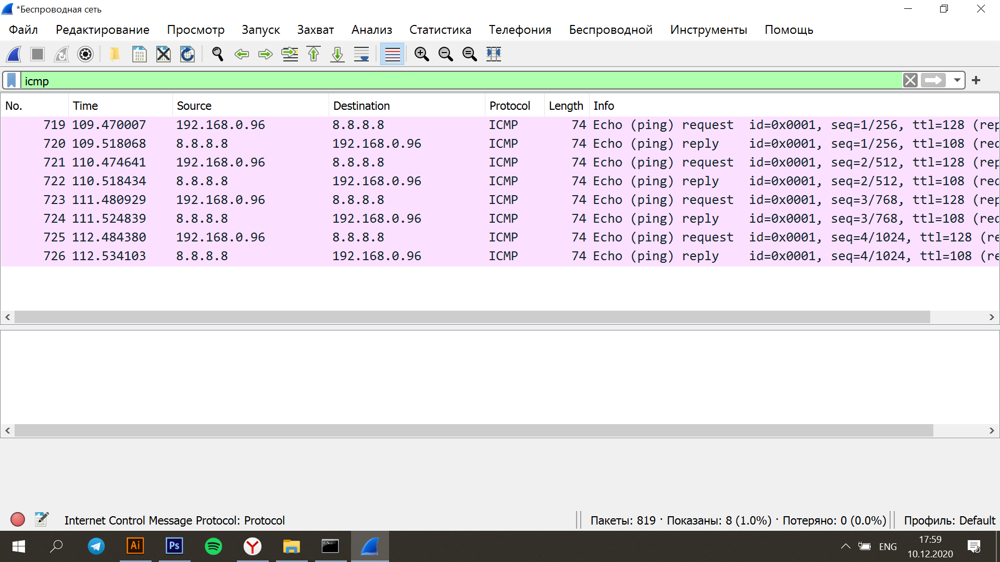 *Беспроводная сеть
Файл Редактирование Просмотр Запуск Захват Анализ Статистика Телефония Беспроводной Инструменты Помощь
icmp
No. Time Source Destination Protocol Length Info
719 109.470007 192.168.0.96 8.8.8.8 ICMP 74 Echo (ping) request id=0x0001, seq=1/256, ttl=128 (rep
720 109.518068 8.8.8.8 192.168.0.96 ICMP 74 Echo (ping) reply id=0x0001, seq=1/256, ttl=108 (req
721 110.474641 192.168.0.96 8.8.8.8 ICMP 74 Echo (ping) request id=0x0001, seq=2/512, ttl=128 (rep
722 110.518434 8.8.8.8 192.168.0.96 ICMP 74 Echo (ping) reply id=0x0001, seq=2/512, ttl=108 (req
723 111.480929 192.168.0.96 8.8.8.8 ICMP 74 Echo (ping) request id=0x0001, seq=3/768, ttl=128 (rep
724 111.524839 8.8.8.8 192.168.0.96 ICMP 74 Echo (ping) reply id=0x0001, seq=3/768, ttl=108 (req
725 112.484380 192.168.0.96 8.8.8.8 ICMP 74 Echo (ping) request id=0x0001, seq=4/1024, ttl=128 (re
726 112.534103 8.8.8.8 192.168.0.96 ICMP 74 Echo (ping) reply id=0x0001, seq=4/1024, ttl=108 (re
Internet Control Message Protocol: Protocol Пакеты: 819 · Показаны: 8 (1.0%) · Потеряно: 0 (0.0%) Профиль: Default
Ai Ps ENG 17:59
10.12.2020